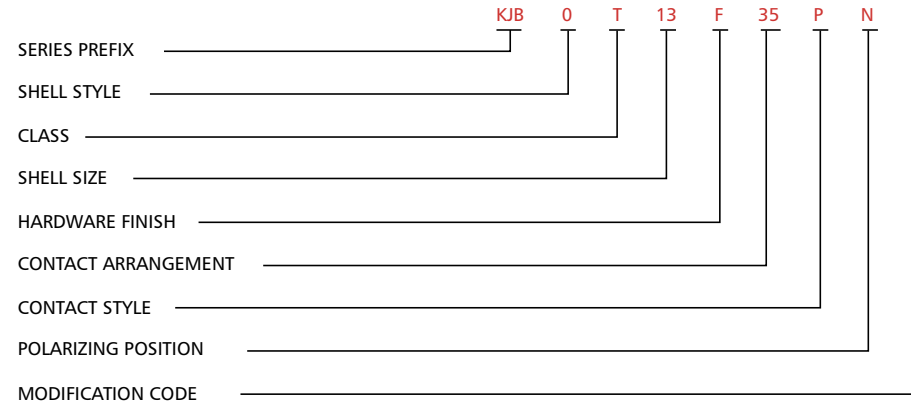 KJB 0 T 13 F 35 P N
SERIES PREFIX
SHELL STYLE
CLASS
SHELL SIZE
HARDWARE FINISH
CONTACT ARRANGEMENT
CONTACT STYLE
POLARIZING POSITION
MODIFICATION CODE